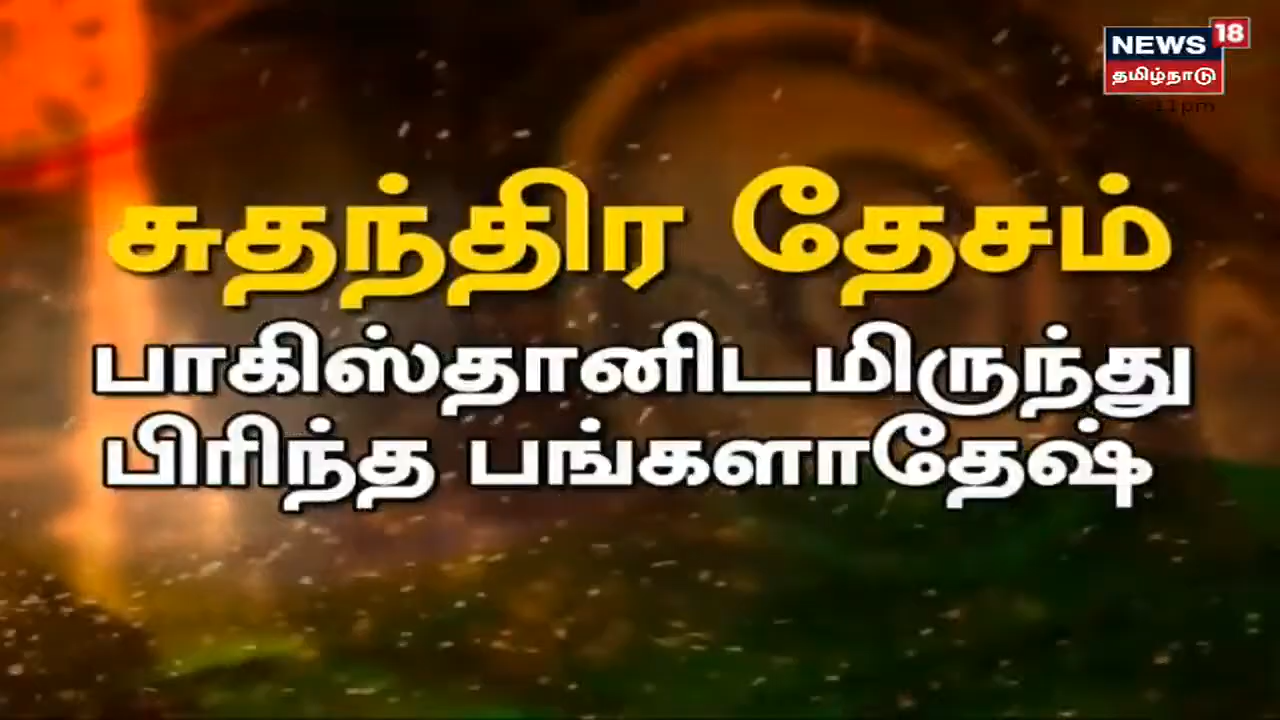 NEWS 18
தமிழ்நாடு
சுதந்திர தேசம்
பாகிஸ்தானிடமிருந்து
பிரிந்த பங்களாதேஷ்